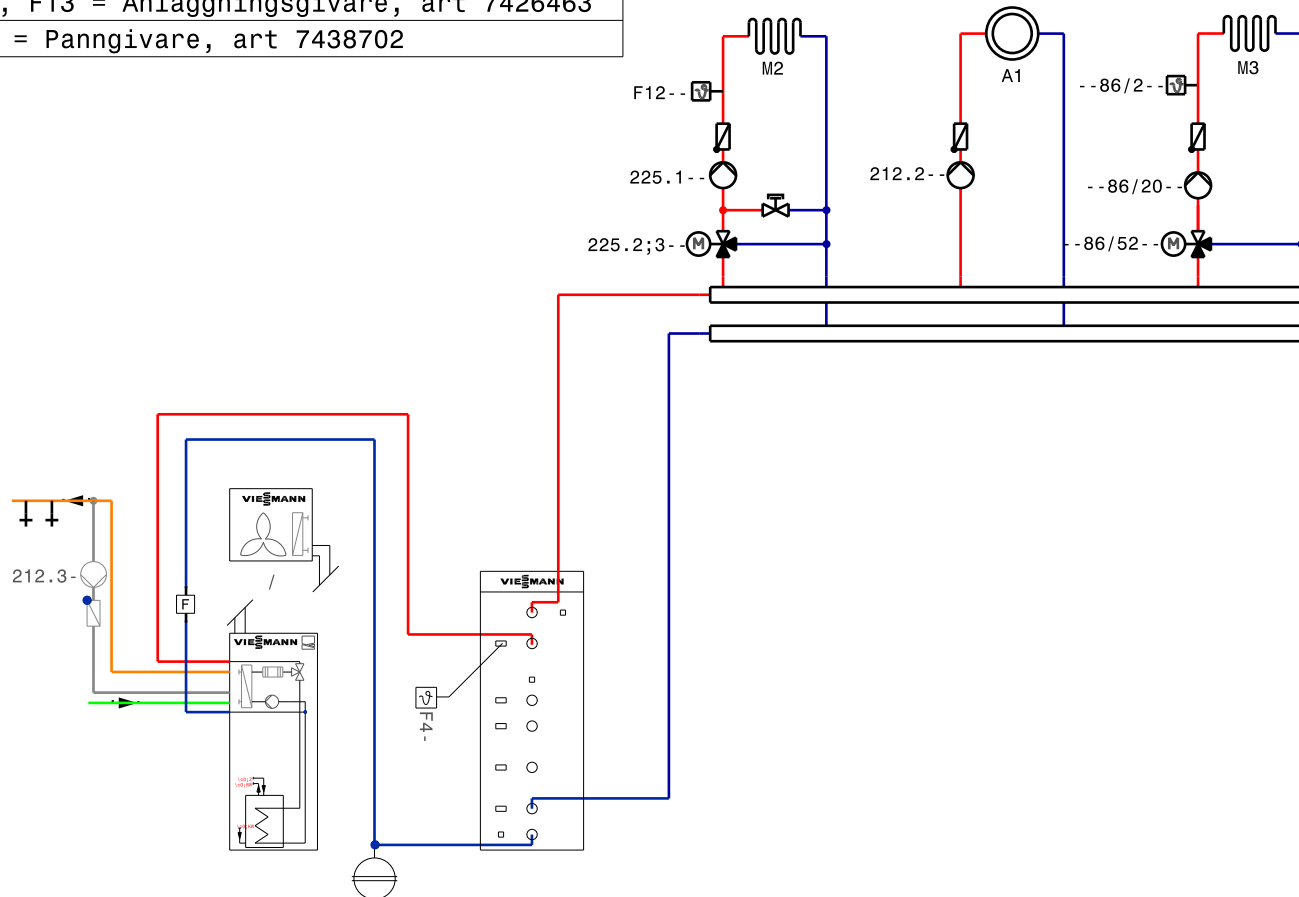 , F13 = Anläggningsgivare, art 7426463
= Panngivare, art 7438702
M2
A1
M3
F12--
--86/2--
225.1--
212.2--
--86/20--
225.2;3--
M
--86/52--
M
VIESMANN
212.3-
/
F
VIESMANN
VIESMANN
F4-